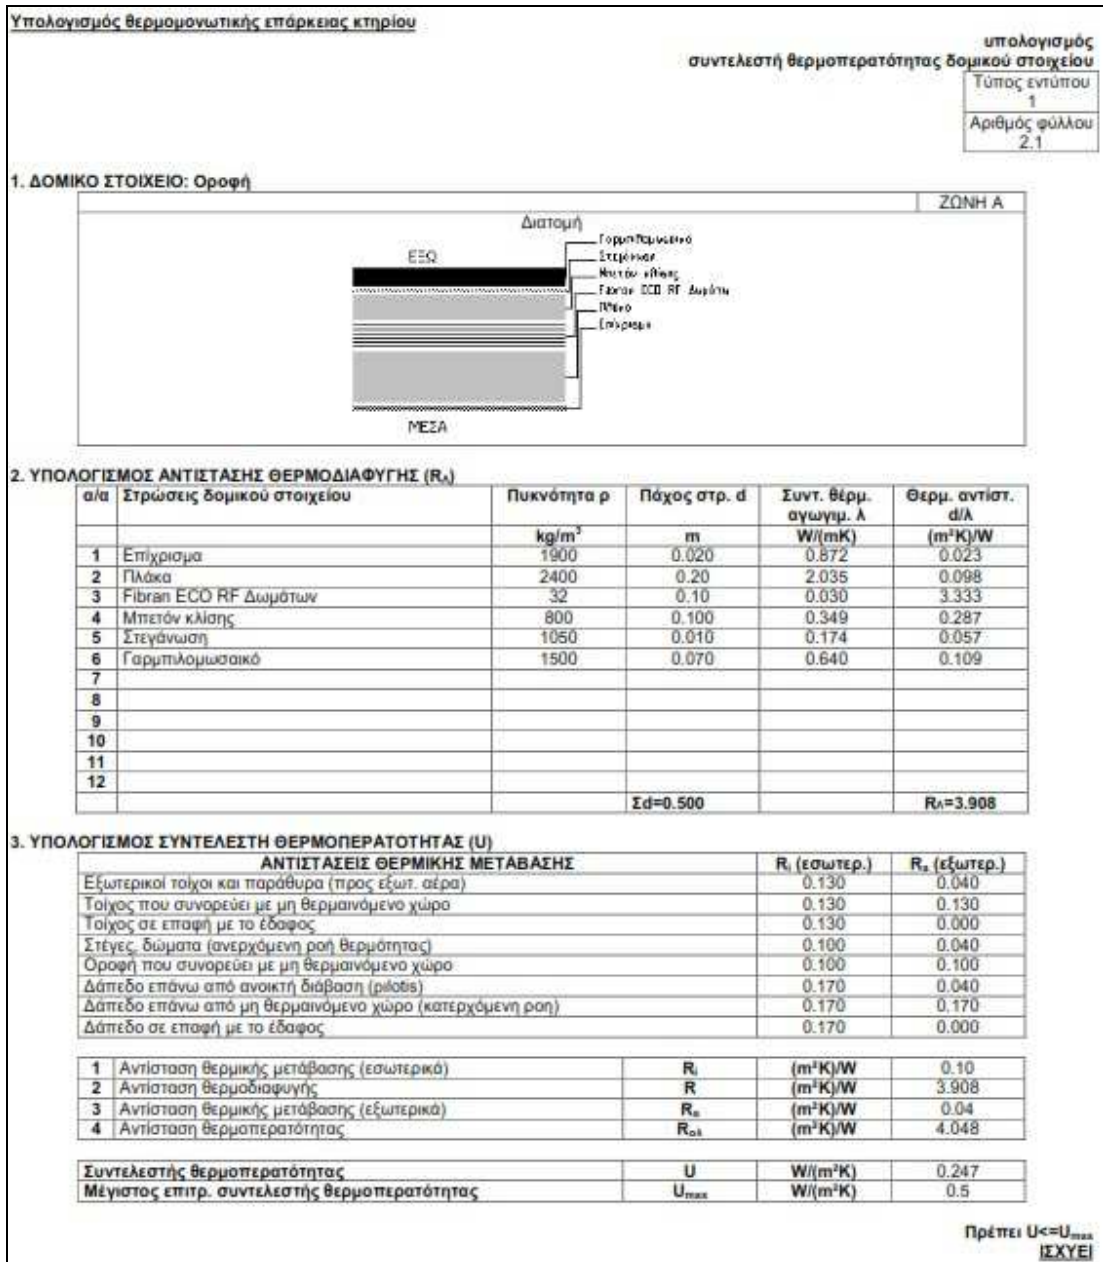 Υπολογισμός θερμομονωτικής επάρκειας κτηρίου
υπολογισμός
συντελεστή θερμοπερατότητας δομικού στοιχείου
Τύπος εντύπου
1
Αριθμός φύλλου
2.1
1. ΔΟΜΙΚΟ ΣΤΟΙΧΕΙΟ: Οροφή
ΖΩΝΗ Α
Διατομή
ΕΞΩ
Γαρμπιλομωσαικό
Στεγάνωση
Μπετόν κλίσης
Fibran ECO RF Δωμάτω
Πλάκα
Επίχρισμα
ΜΕΣΑ
2. ΥΠΟΛΟΓΙΣΜΟΣ ΑΝΤΙΣΤΑΣΗΣ ΘΕΡΜΟΔΙΑΦΥΓΗΣ (RΛ)
α/α Στρώσεις δομικού στοιχείου Πυκνότητα ρ Πάχος στρ. d Συντ. θέρμ. αγωγιμ. λ Θερμ. αντίστ. d/λ
kg/m³ m W/(mK) (m²K)/W
1 Επίχρισμα 1900 0.020 0.872 0.023
2 Πλάκα 2400 0.20 2.035 0.098
3 Fibran ECO RF Δωμάτων 32 0.10 0.030 3.333
4 Μπετόν κλίσης 800 0.100 0.349 0.287
5 Στεγάνωση 1050 0.010 0.174 0.057
6 Γαρμπιλομωσαικό 1500 0.070 0.640 0.109
7
8
9
10
11
12
Σd=0.500 RΛ=3.908
3. ΥΠΟΛΟΓΙΣΜΟΣ ΣΥΝΤΕΛΕΣΤΗ ΘΕΡΜΟΠΕΡΑΤΟΤΗΤΑΣ (U)
ΑΝΤΙΣΤΑΣΕΙΣ ΘΕΡΜΙΚΗΣ ΜΕΤΑΒΑΣΗΣ Ri (εσωτερ.) Ra (εξωτερ.)
Εξωτερικοί τοίχοι και παράθυρα (προς εξωτ. αέρα) 0.130 0.040
Τοίχος που συνορεύει με μη θερμαινόμενο χώρο 0.130 0.130
Τοίχος σε επαφή με το έδαφος 0.130 0.000
Στέγες, δώματα (ανερχόμενη ροή θερμότητας) 0.100 0.040
Οροφή που συνορεύει με μη θερμαινόμενο χώρο 0.100 0.100
Δάπεδο επάνω από ανοικτή διάβαση (pilotis) 0.170 0.040
Δάπεδο επάνω από μη θερμαινόμενο χώρο (κατερχόμενη ροη) 0.170 0.170
Δάπεδο σε επαφή με το έδαφος 0.170 0.000
1 Αντίσταση θερμικής μετάβασης (εσωτερικά) Ri (m²K)/W 0.10
2 Αντίσταση θερμοδιαφυγής R (m²K)/W 3.908
3 Αντίσταση θερμικής μετάβασης (εξωτερικά) Ra (m²K)/W 0.04
4 Αντίσταση θερμοπερατότητας Rολ (m²K)/W 4.048
Συντελεστής θερμοπερατότητας U W/(m²K) 0.247
Μέγιστος επιτρ. συντελεστής θερμοπερατότητας Umax W/(m²K) 0.5
Πρέπει U<=Umax
ΙΣΧΥΕΙ